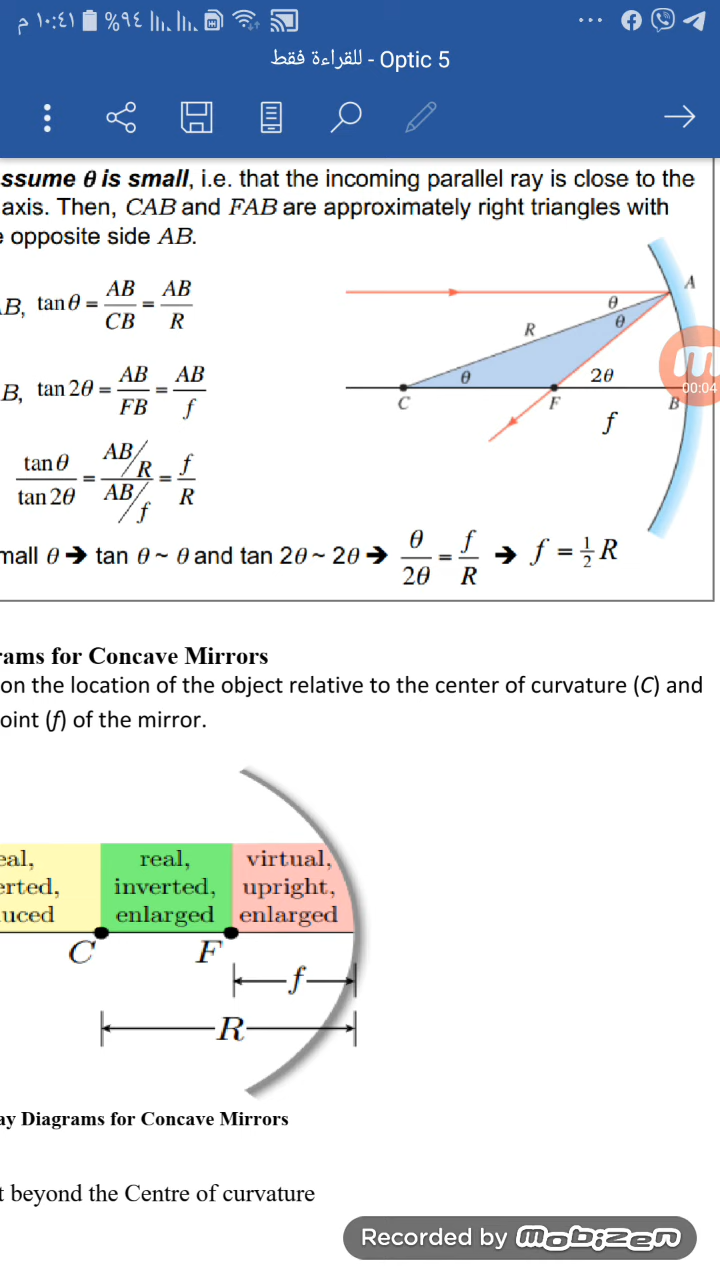 ١٠:٤١ م %٩٤
Optic 5 - للقراءة فقط
ssume θ is small, i.e. that the incoming parallel ray is close to the
axis. Then, CAB and FAB are approximately right triangles with
opposite side AB.
B, tanθ = AB/CB = AB/R
B, tan 2θ = AB/FB = AB/f
tanθ/tan 2θ = (AB/R)/(AB/f) = f/R
A
θ
θ
R
θ
2θ
C
F
B
f
00:04
mall θ ➔ tan θ ~ θ and tan 2θ ~ 2θ ➔ θ/2θ = f/R ➔ f = ½ R
rams for Concave Mirrors
on the location of the object relative to the center of curvature (C) and
oint (f) of the mirror.
eal,
erted,
uced
real,
inverted,
enlarged
virtual,
upright,
enlarged
C
F
f
R
ay Diagrams for Concave Mirrors
t beyond the Centre of curvature
Recorded by mobizen